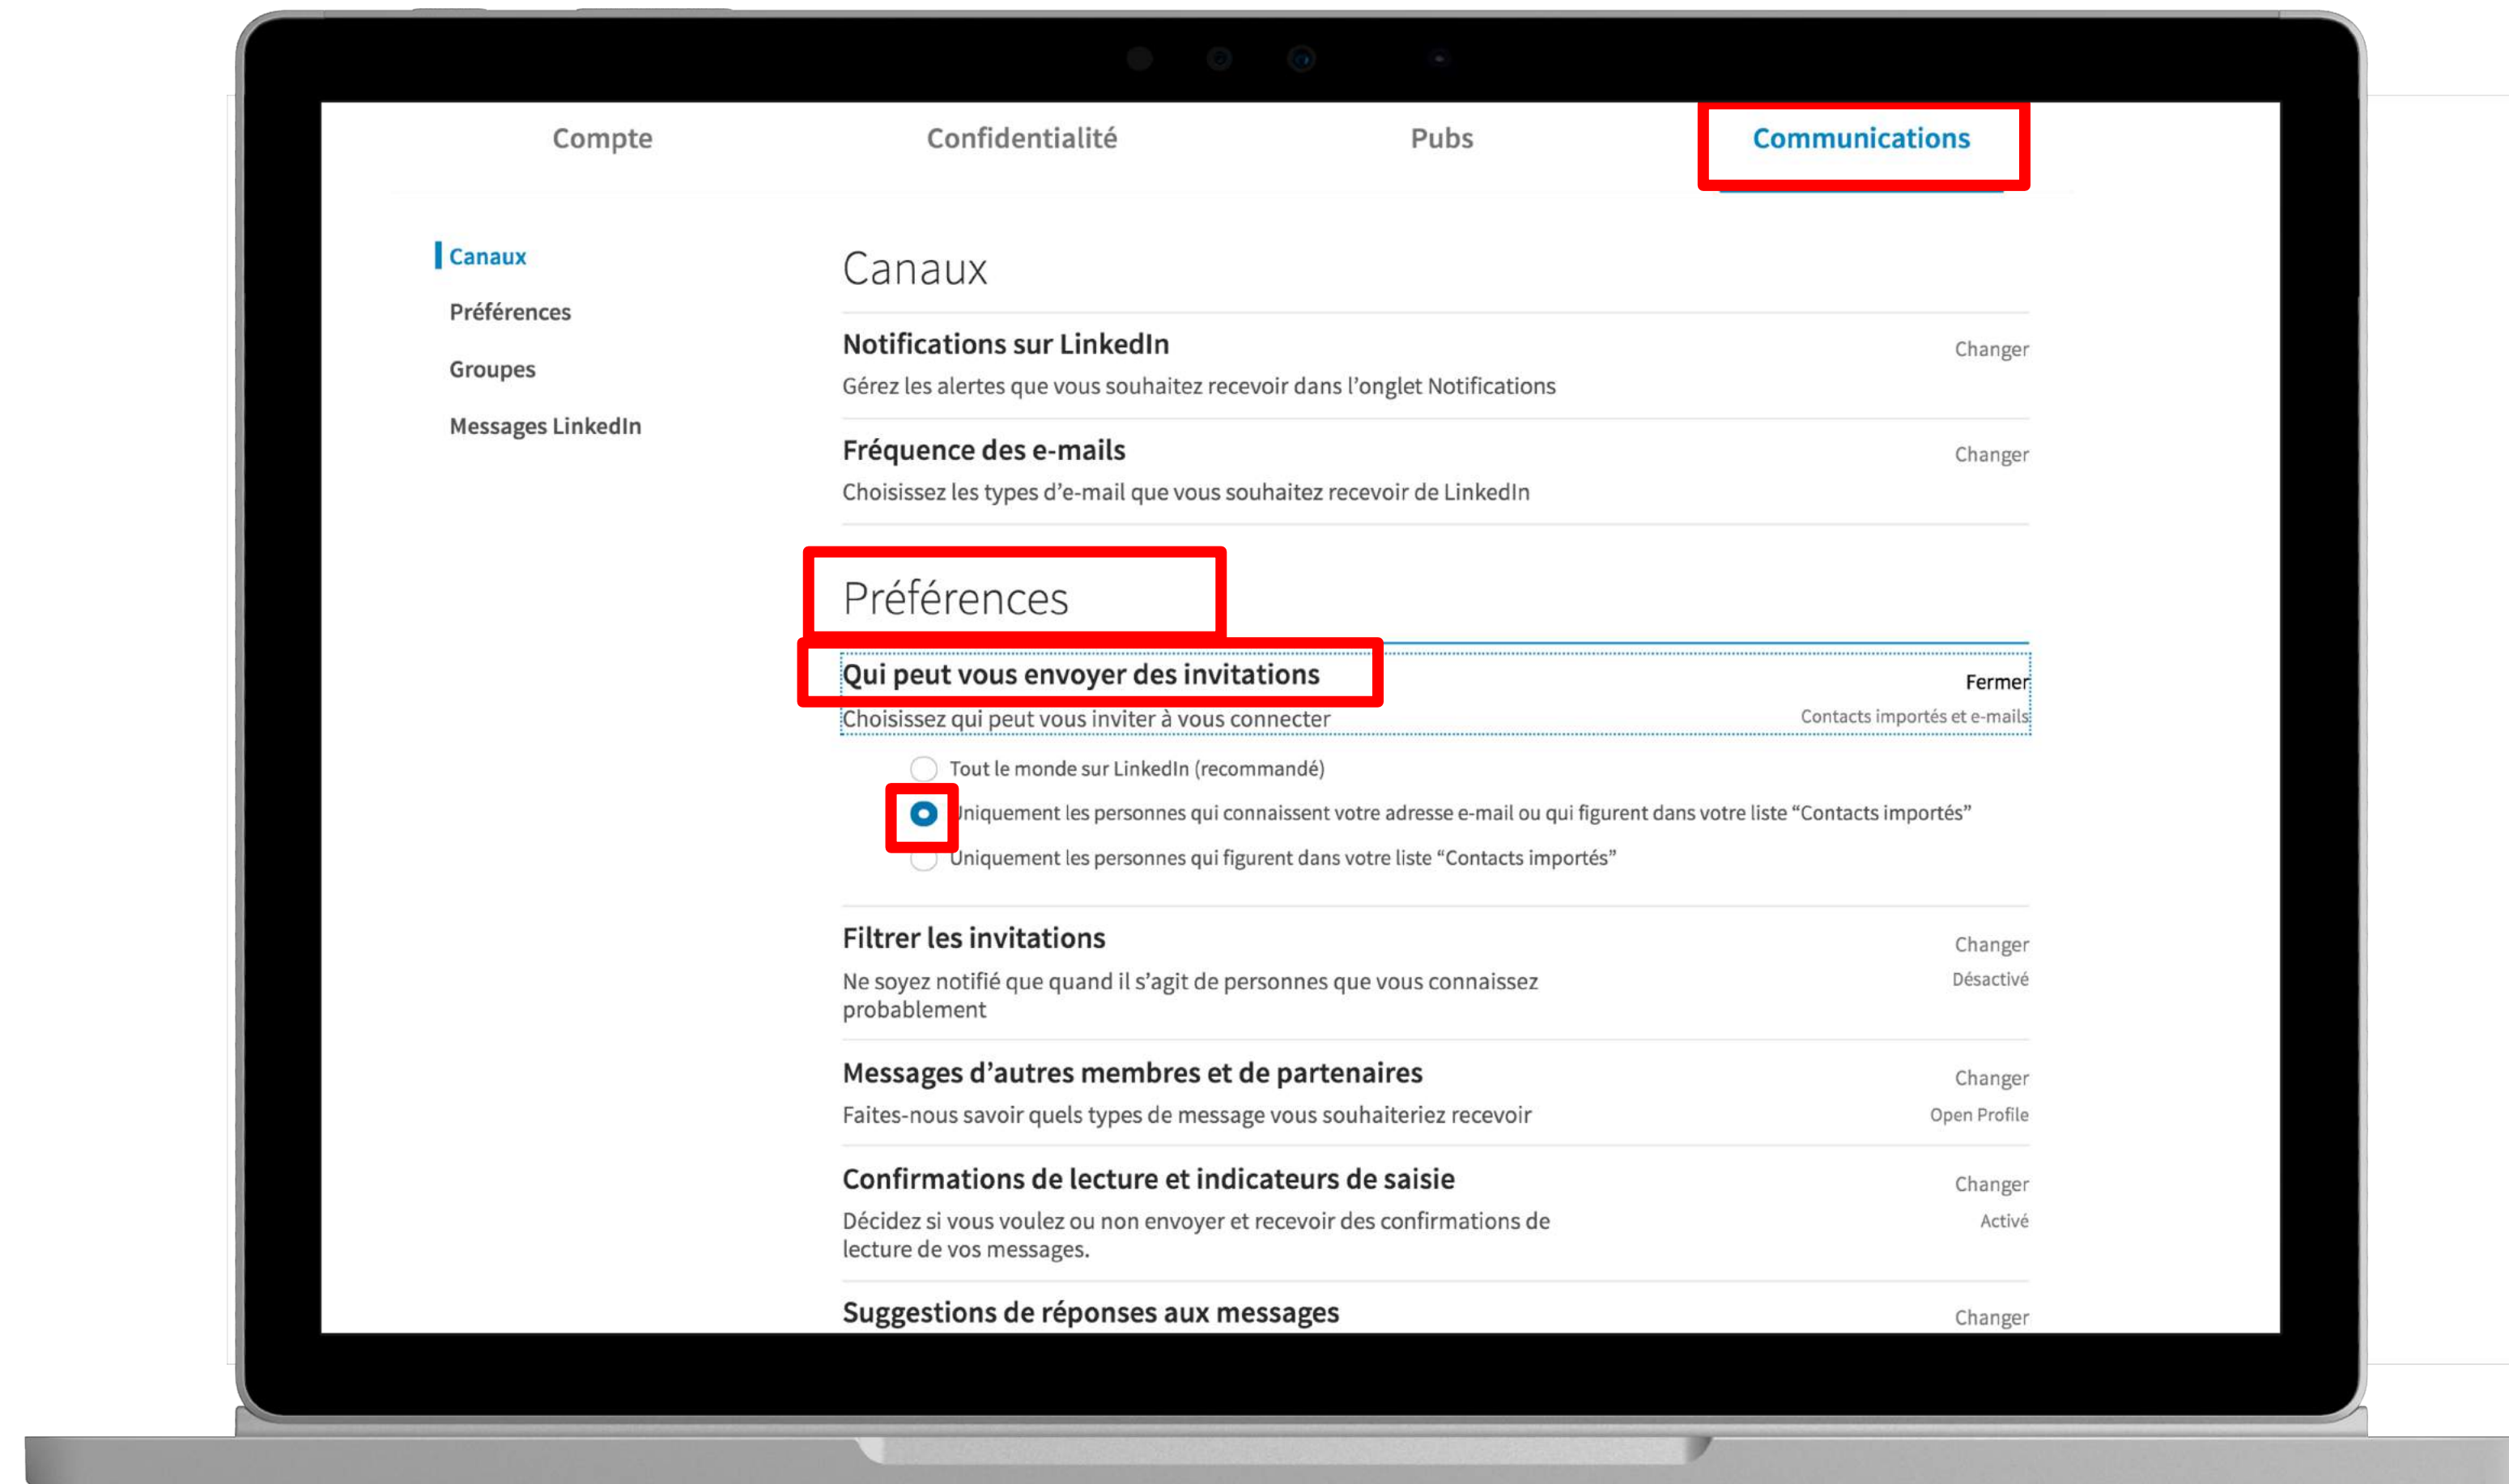 Compte Confidentialité Pubs Communications
Canaux
Préférences
Groupes
Messages LinkedIn
Canaux
Notifications sur LinkedIn Changer
Gérez les alertes que vous souhaitez recevoir dans l’onglet Notifications
Fréquence des e-mails Changer
Choisissez les types d’e-mail que vous souhaitez recevoir de LinkedIn
Préférences
Qui peut vous envoyer des invitations Fermer
Choisissez qui peut vous inviter à vous connecter Contacts importés et e-mails
Tout le monde sur LinkedIn (recommandé)
Uniquement les personnes qui connaissent votre adresse e-mail ou qui figurent dans votre liste “Contacts importés”
Uniquement les personnes qui figurent dans votre liste “Contacts importés”
Filtrer les invitations Changer
Ne soyez notifié que quand il s’agit de personnes que vous connaissez Désactivé
probablement
Messages d’autres membres et de partenaires Changer
Faites-nous savoir quels types de message vous souhaiteriez recevoir Open Profile
Confirmations de lecture et indicateurs de saisie Changer
Décidez si vous voulez ou non envoyer et recevoir des confirmations de Activé
lecture de vos messages.
Suggestions de réponses aux messages Changer